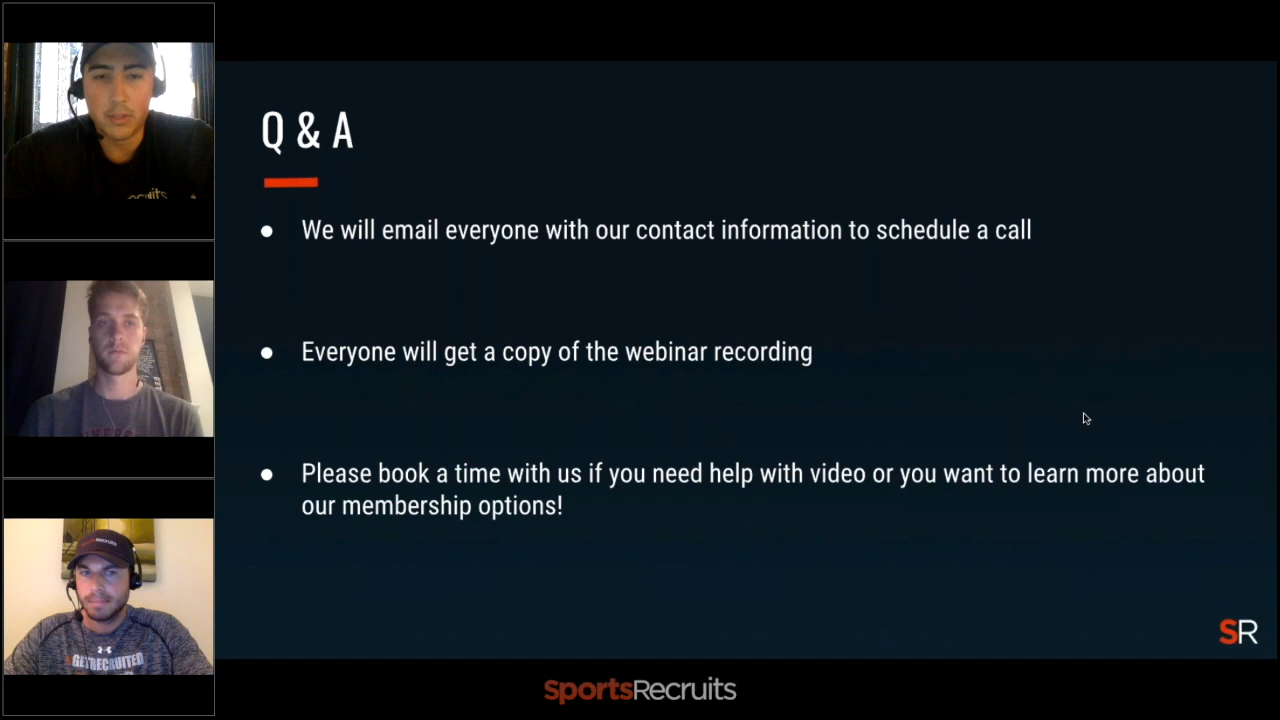 Q & A
We will email everyone with our contact information to schedule a call
Everyone will get a copy of the webinar recording
Please book a time with us if you need help with video or you want to learn more about
our membership options!
SR
SportsRecruits
#GETRECRUITED